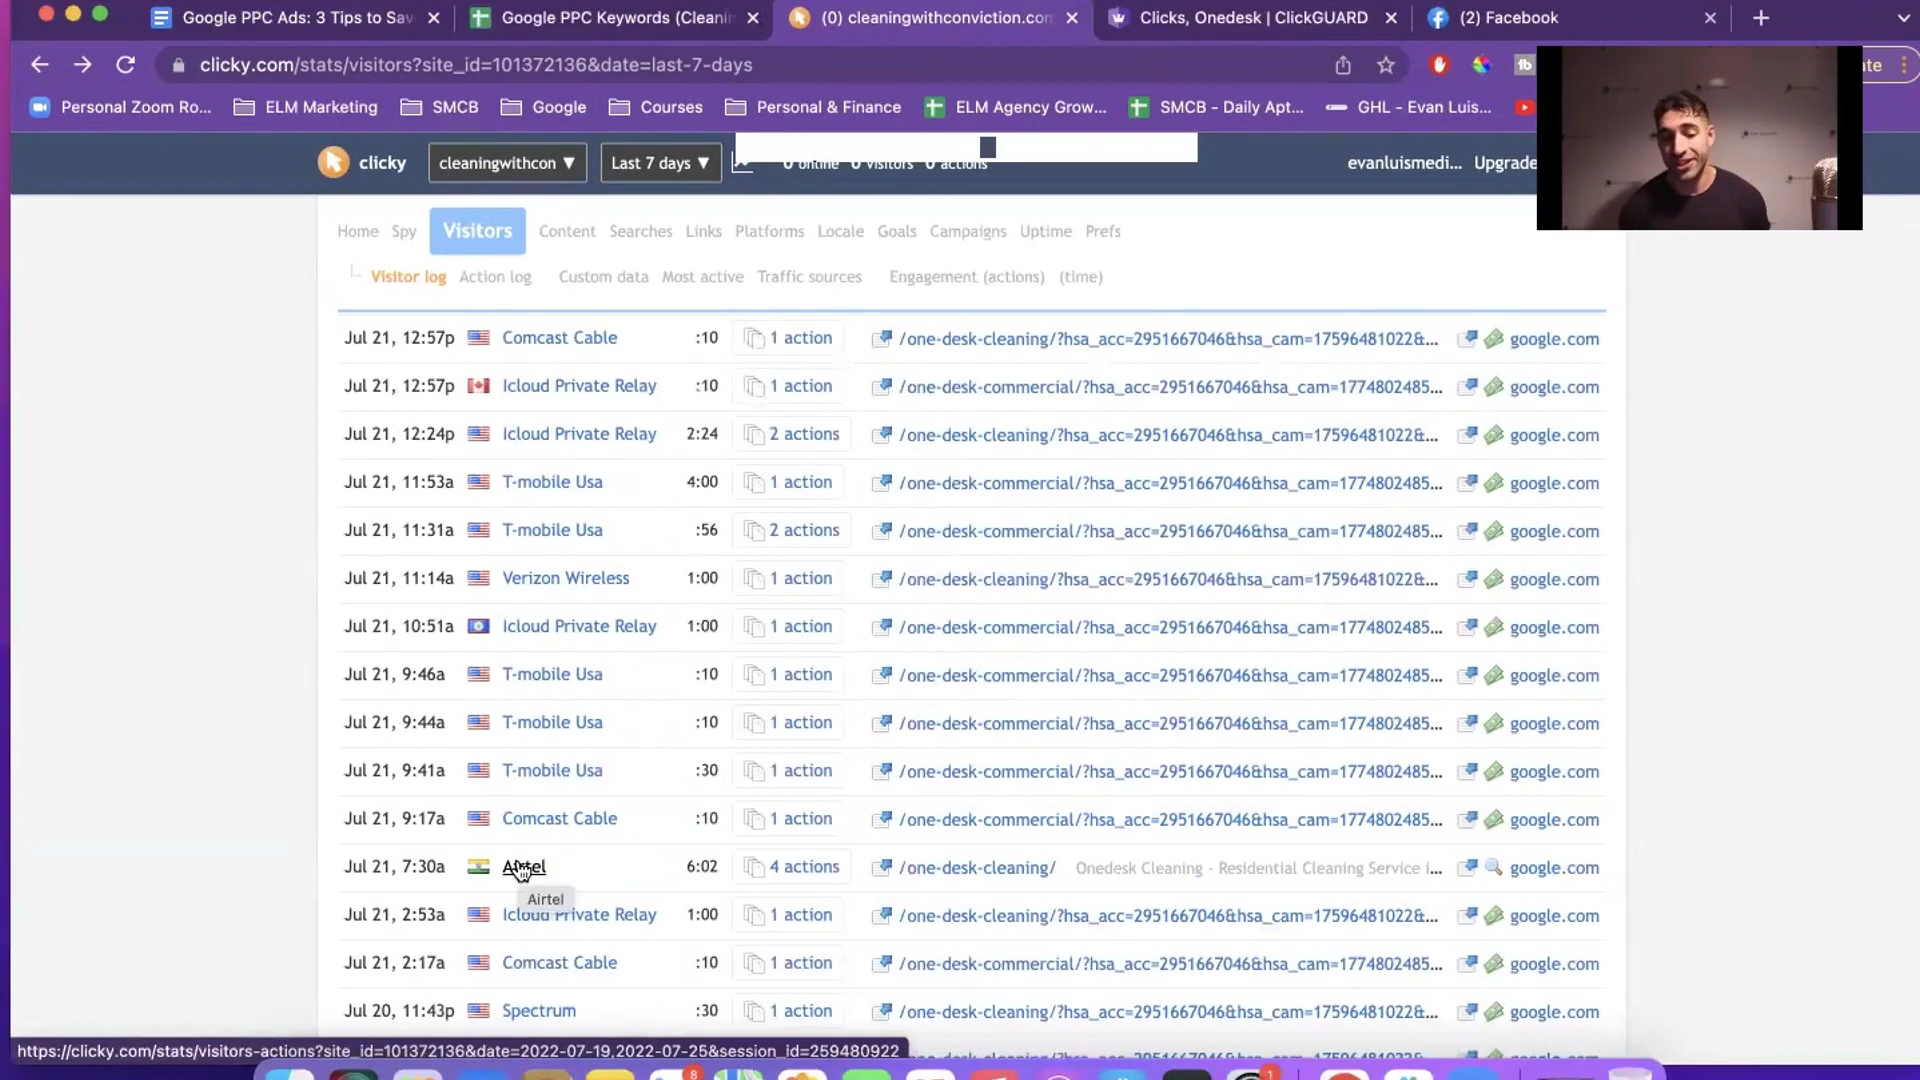 Google PPC Ads: 3 Tips to Sav
Google PPC Keywords (Cleani
(0) cleaningwithconviction.com
Clicks, Onedesk | ClickGUARD
(2) Facebook
clicky.com/stats/visitors?site_id=101372136&date=last-7-days
Personal Zoom Ro...
ELM Marketing
SMCB
Google
Courses
Personal & Finance
ELM Agency Grow...
SMCB - Daily Apt...
GHL - Evan Luis...
clicky
cleaningwithcon ▼
Last 7 days ▼
0 online 0 visitors 0 actions
evanluismedi... Upgrade
Home Spy Visitors Content Searches Links Platforms Locale Goals Campaigns Uptime Prefs
Visitor log Action log Custom data Most active Traffic sources Engagement (actions) (time)
Jul 21, 12:57p Comcast Cable :10 1 action /one-desk-cleaning/?hsa_acc=2951667046&hsa_cam=17596481022&... google.com
Jul 21, 12:57p Icloud Private Relay :10 1 action /one-desk-commercial/?hsa_acc=2951667046&hsa_cam=1774802485... google.com
Jul 21, 12:24p Icloud Private Relay 2:24 2 actions /one-desk-cleaning/?hsa_acc=2951667046&hsa_cam=17596481022&... google.com
Jul 21, 11:53a T-mobile Usa 4:00 1 action /one-desk-commercial/?hsa_acc=2951667046&hsa_cam=1774802485... google.com
Jul 21, 11:31a T-mobile Usa :56 2 actions /one-desk-commercial/?hsa_acc=2951667046&hsa_cam=1774802485... google.com
Jul 21, 11:14a Verizon Wireless 1:00 1 action /one-desk-cleaning/?hsa_acc=2951667046&hsa_cam=17596481022&... google.com
Jul 21, 10:51a Icloud Private Relay 1:00 1 action /one-desk-commercial/?hsa_acc=2951667046&hsa_cam=1774802485... google.com
Jul 21, 9:46a T-mobile Usa :10 1 action /one-desk-commercial/?hsa_acc=2951667046&hsa_cam=1774802485... google.com
Jul 21, 9:44a T-mobile Usa :10 1 action /one-desk-commercial/?hsa_acc=2951667046&hsa_cam=1774802485... google.com
Jul 21, 9:41a T-mobile Usa :30 1 action /one-desk-commercial/?hsa_acc=2951667046&hsa_cam=1774802485... google.com
Jul 21, 9:17a Comcast Cable :10 1 action /one-desk-commercial/?hsa_acc=2951667046&hsa_cam=1774802485... google.com
Jul 21, 7:30a Airtel 6:02 4 actions /one-desk-cleaning/ Onedesk Cleaning - Residential Cleaning Service i... google.com
Airtel
Jul 21, 2:53a Icloud Private Relay 1:00 1 action /one-desk-cleaning/?hsa_acc=2951667046&hsa_cam=17596481022&... google.com
Jul 21, 2:17a Comcast Cable :10 1 action /one-desk-commercial/?hsa_acc=2951667046&hsa_cam=1774802485... google.com
Jul 20, 11:43p Spectrum :30 1 action /one-desk-cleaning/?hsa_acc=2951667046&hsa_cam=17596481022&... google.com
https://clicky.com/stats/visitors-actions?site_id=101372136&date=2022-07-19,2022-07-25&session_id=259480922
8
1